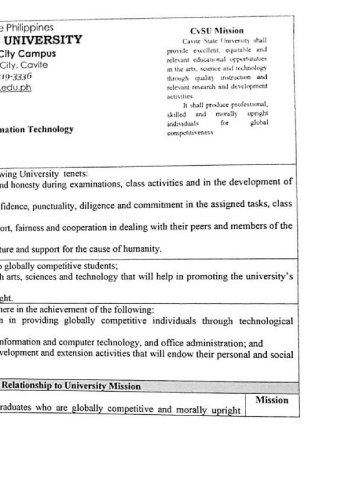 e Philippines
UNIVERSITY
City Campus
City, Cavite
19-3336
.edu.ph
mation Technology
CvSU Mission
Cavite State University shall
provide excellent, equitable and
relevant educational opportunities
in the arts, science and technology
through quality instruction and
relevant research and development
activities.
It shall produce professional,
skilled and morally upright
individuals for global
competitiveness
wing University tenets:
nd honesty during examinations, class activities and in the development of
fidence, punctuality, diligence and commitment in the assigned tasks, class
ort, fairness and cooperation in dealing with their peers and members of the
ture and support for the cause of humanity.
o globally competitive students;
h arts, sciences and technology that will help in promoting the university's
ght.
here in the achievement of the following:
n in providing globally competitive individuals through technological
nformation and computer technology, and office administration; and
velopment and extension activities that will endow their personal and social
Relationship to University Mission
Mission
raduates who are globally competitive and morally upright